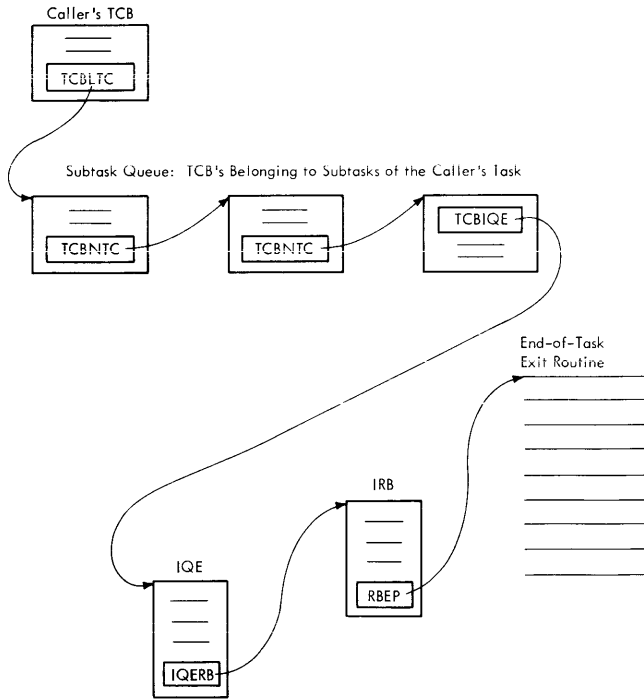 Caller's TCB
TCBLTC
Subtask Queue: TCB's Belonging to Subtasks of the Caller's Task
TCBNTC
TCBNTC
TCBIQE
End-of-Task
Exit Routine
IRB
RBEP
IQE
IQERB